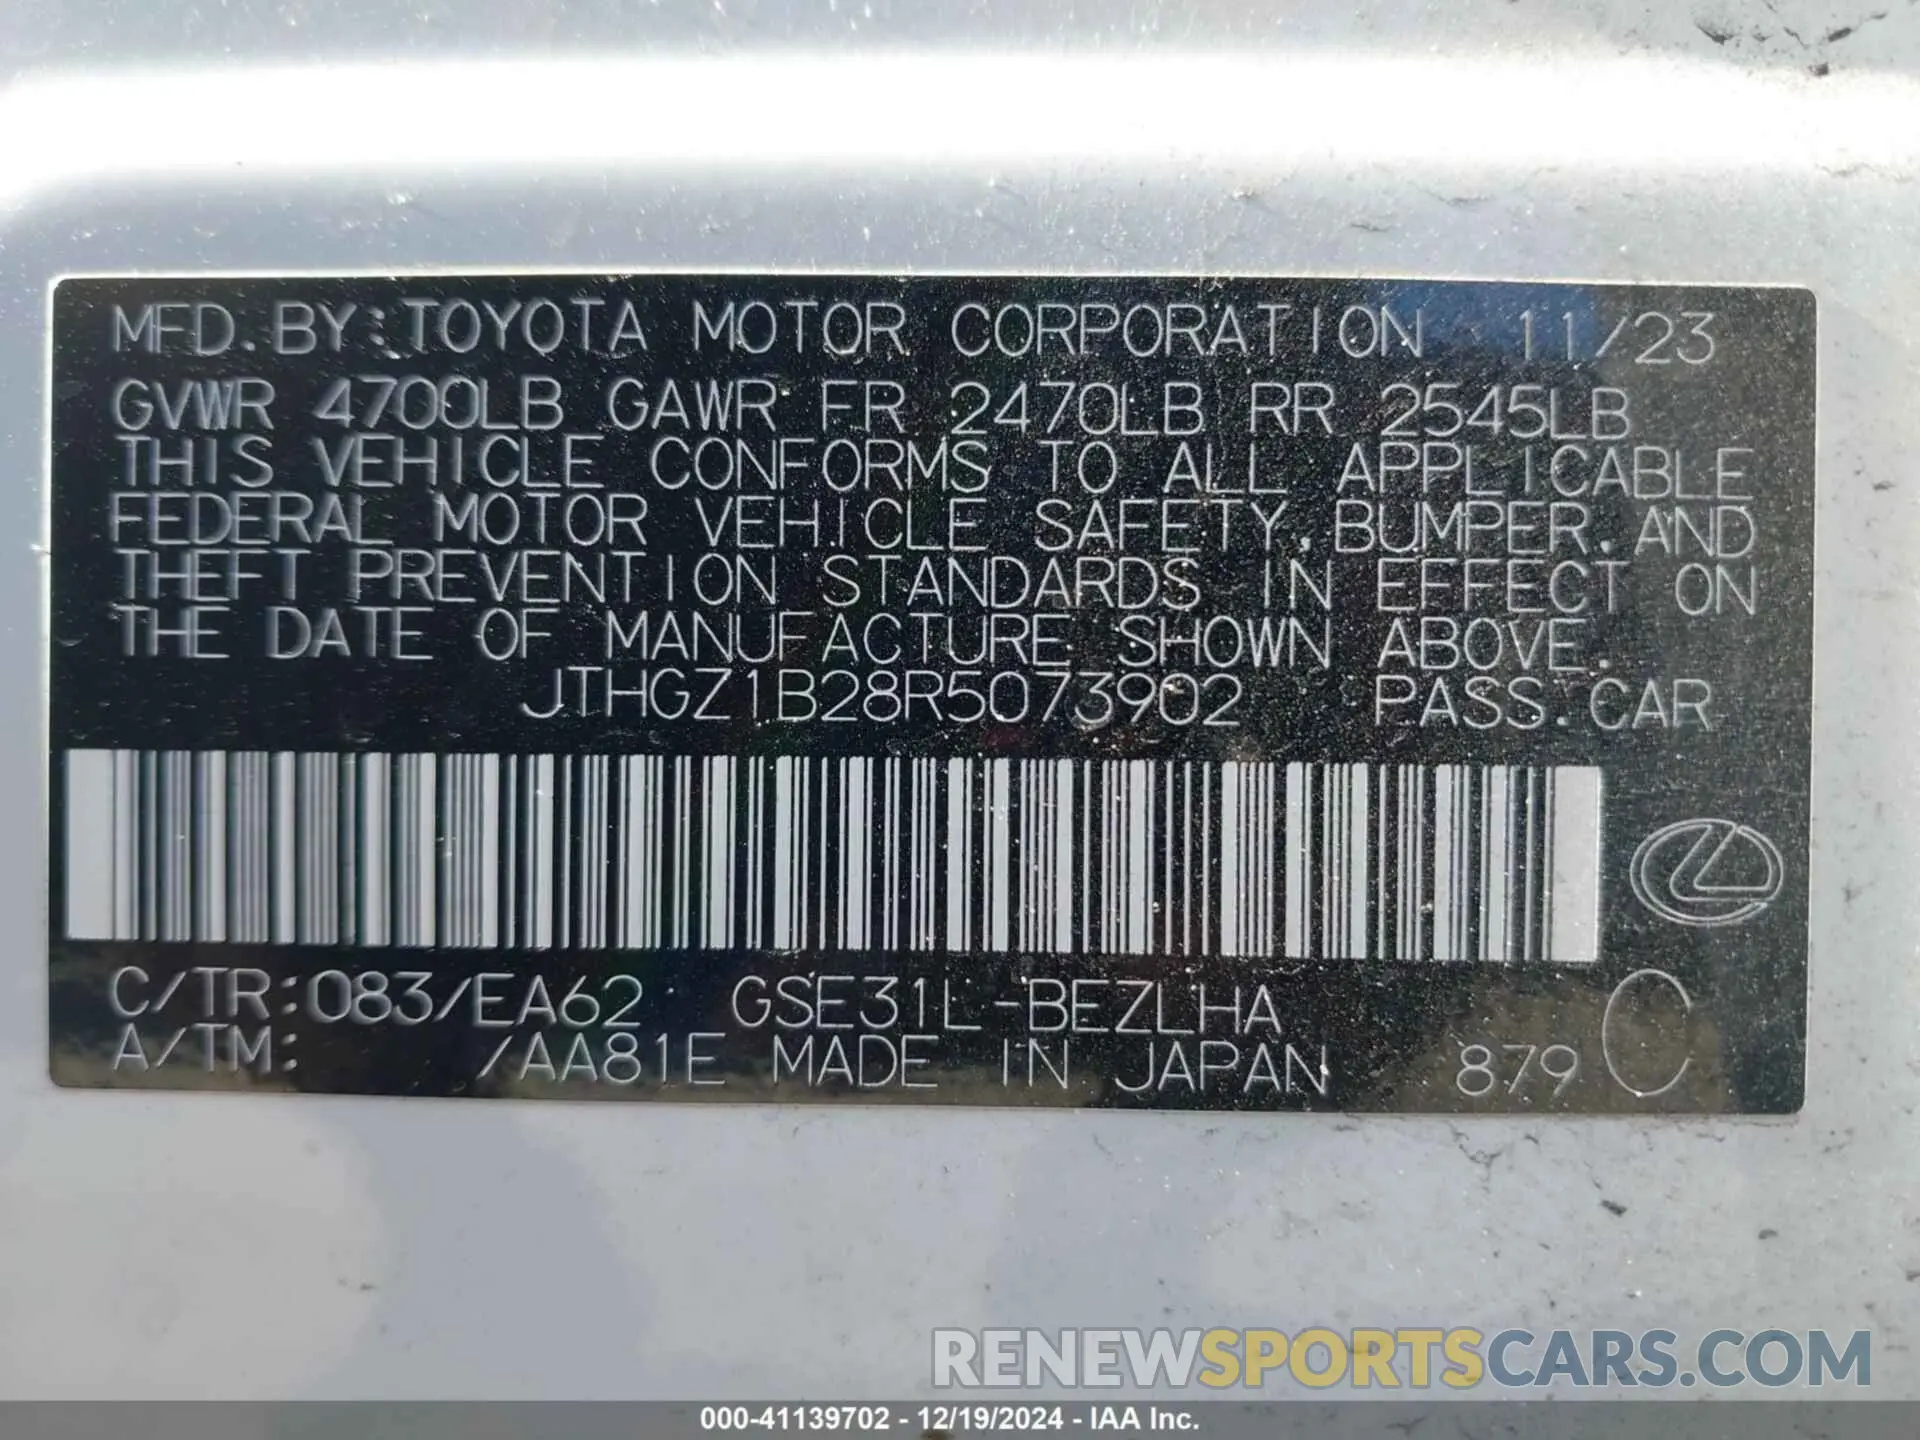 MFD. BY: TOYOTA MOTOR CORPORATION 11/23
GVWR 4700LB GAWR FR 2470LB RR 2545LB
THIS VEHICLE CONFORMS TO ALL APPLICABLE
FEDERAL MOTOR VEHICLE SAFETY, BUMPER, AND
THEFT PREVENTION STANDARDS IN EFFECT ON
THE DATE OF MANUFACTURE SHOWN ABOVE.
JTHGZ1B28R5073902 PASS. CAR
C/TR: 083/EA62 GSE31L-BEZLHA
A/TM: /AA81E MADE IN JAPAN 879
RENEWSPORTSCARS.COM
000-41139702 - 12/19/2024 - IAA Inc.